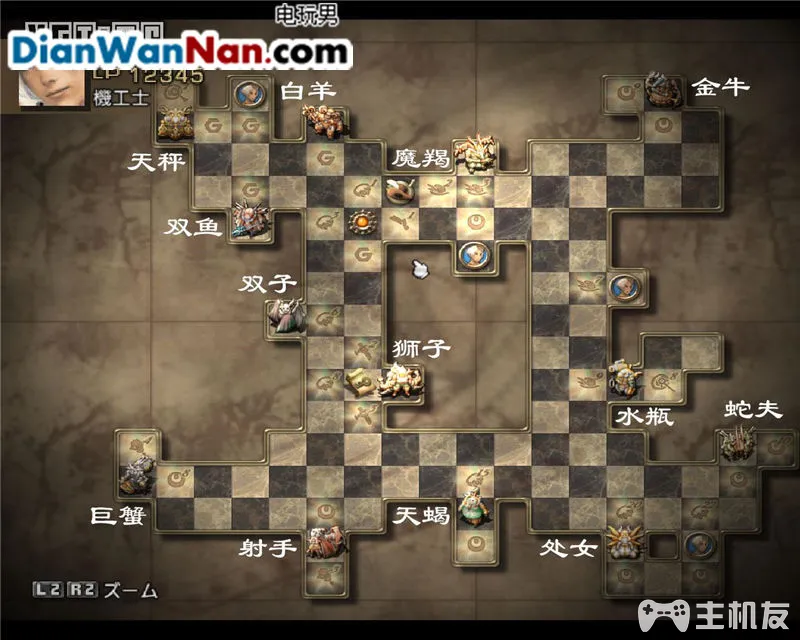 电玩男
DianWanNan.com
LP 12345
機工士
白羊
金牛
天秤
魔羯
双鱼
双子
狮子
水瓶
蛇夫
巨蟹
天蝎
射手
处女
L2 R2 ズーム
主机友